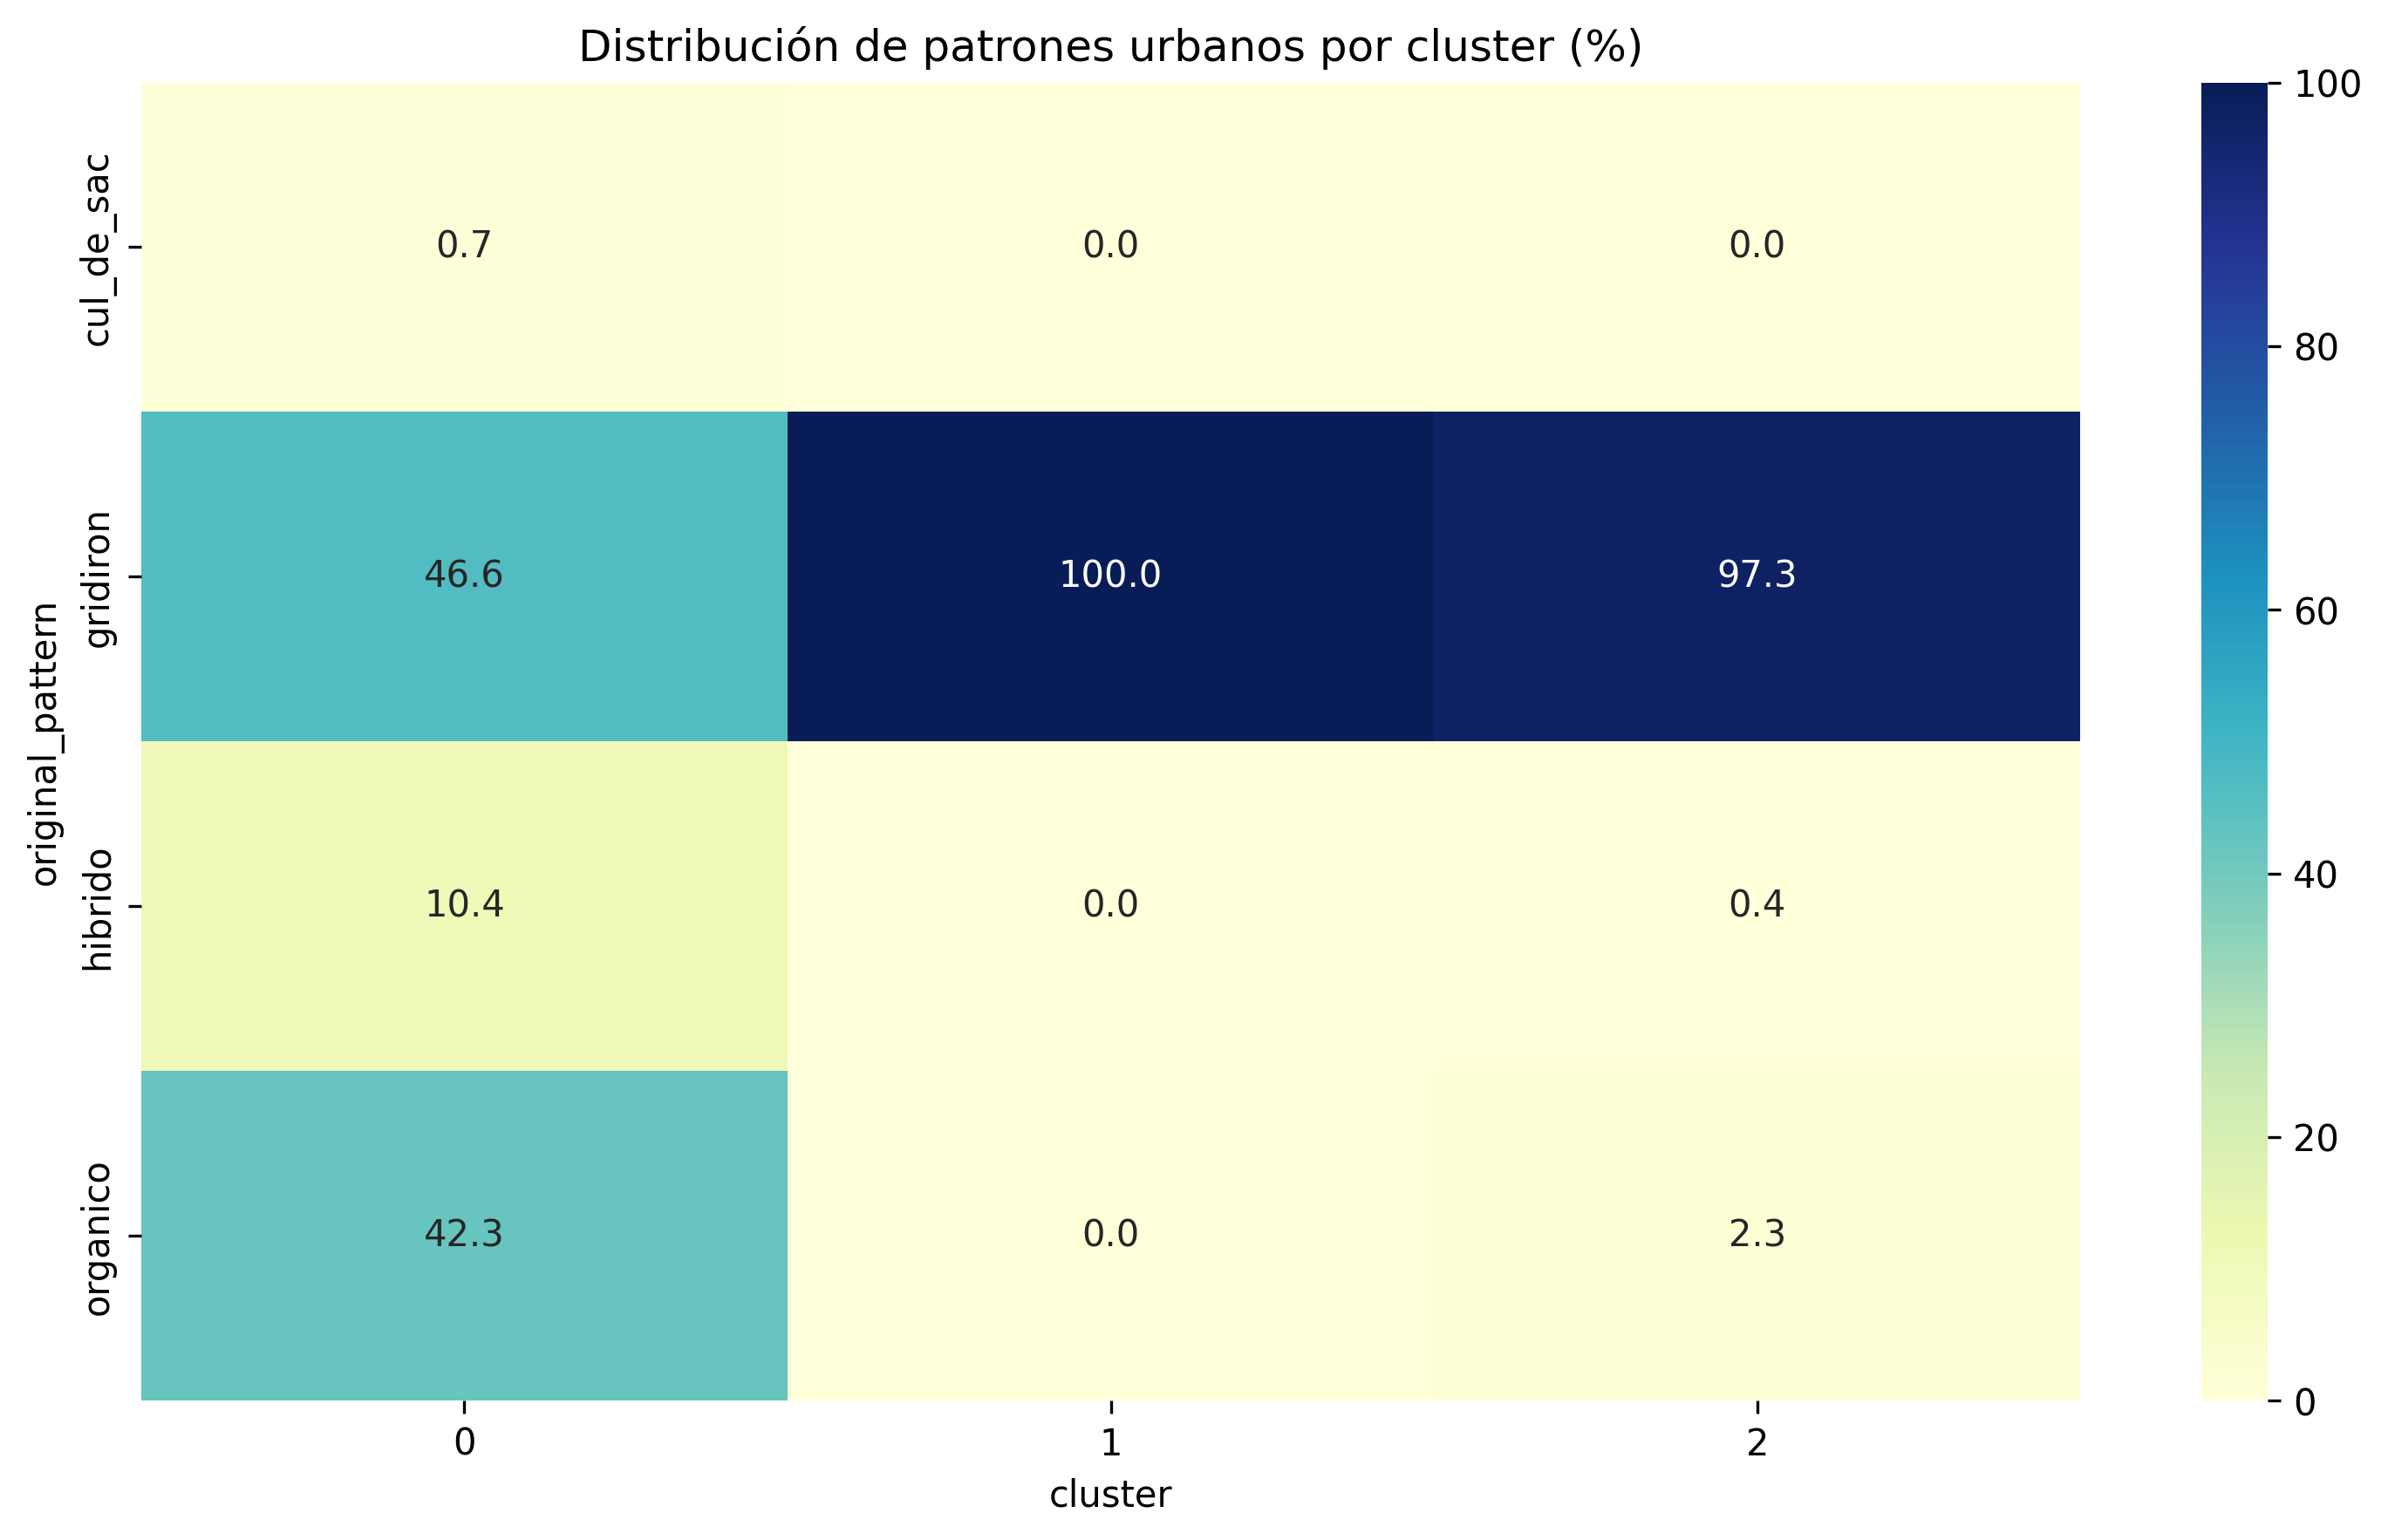 Distribución de patrones urbanos por cluster (%)
original_pattern
cul_de_sac
0.7 0.0 0.0
gridiron
46.6 100.0 97.3
hibrido
10.4 0.0 0.4
organico
42.3 0.0 2.3
0 1 2
cluster
100
80
60
40
20
0